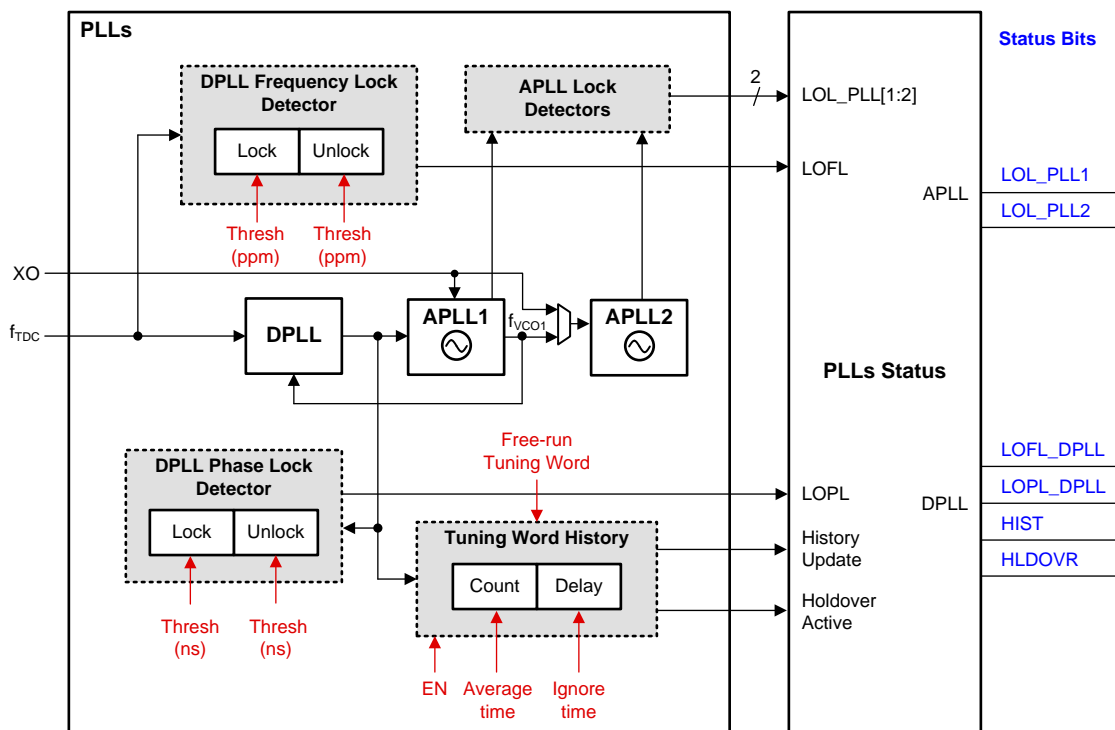 PLLs
DPLL Frequency Lock
Detector
Lock
Unlock
Thresh
(ppm)
Thresh
(ppm)
APLL Lock
Detectors
2
XO
fTDC
DPLL
APLL1
fVCO1
APLL2
DPLL Phase Lock
Detector
Lock
Unlock
Thresh
(ns)
Thresh
(ns)
Free-run
Tuning Word
Tuning Word History
Count
Delay
EN
Average
time
Ignore
time
LOL_PLL[1:2]
LOFL
APLL
PLLs Status
LOPL
DPLL
History
Update
Holdover
Active
Status Bits
LOL_PLL1
LOL_PLL2
LOFL_DPLL
LOPL_DPLL
HIST
HLDOVR